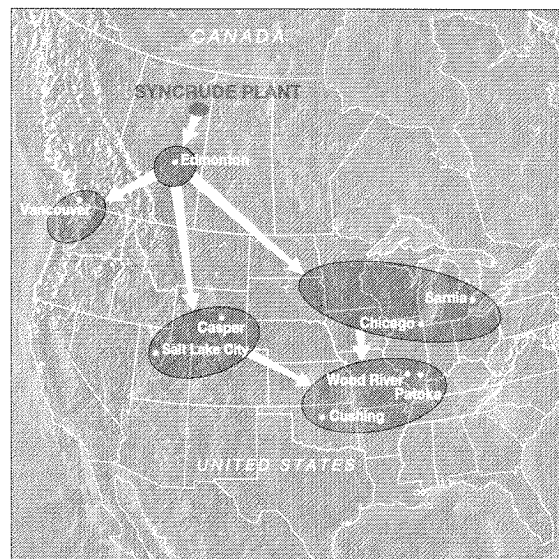 CANADA
SYNCRUDE PLANT
Edmonton
Vancouver
Sarnia
Casper
Chicago
Salt Lake City
Wood River
Patoka
Cushing
UNITED STATES